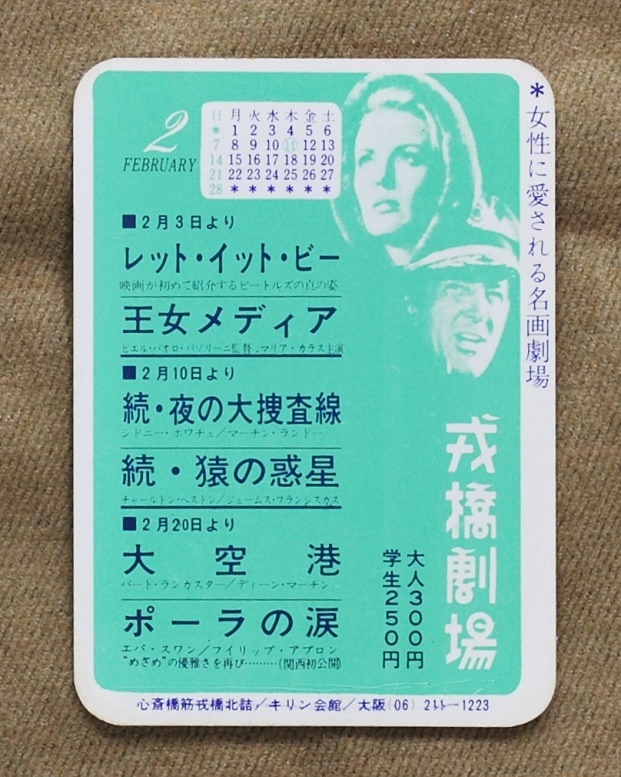 2
FEBRUARY
日 月 火 水 木 金 土
* 1 2 3 4 5 6
7 8 9 10 11 12 13
14 15 16 17 18 19 20
21 22 23 24 25 26 27
28 * * * * * *
■2月3日より
レット・イット・ビー
映画が初めて紹介するビートルズの真の姿
王女メディア
ピエル・パオロ・パゾリーニ監督、マリア・カラス主演
■2月10日より
続・夜の大捜査線
シドニー・ポワチェ/マーチン・ランドー
続・猿の惑星
チャールトン・ヘストン/ジェームス・フランシスカス
■2月20日より
大空港
バート・ランカスター/ディーン・マーチン
ポーラの涙
エバ・スワン/フイリップ・アブロン
“めざめ”の優雅さを再び………(関西初公開)
*女性に愛される名画劇場
戎橋劇場
大人300円
学生250円
心斎橋筋戎橋北詰/キリン会館/大阪(06) 211―1223